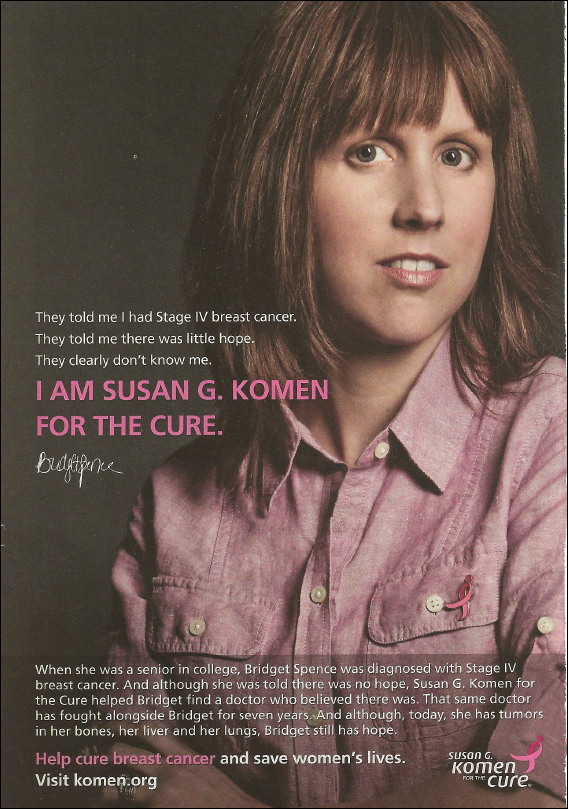 They told me I had Stage IV breast cancer.
They told me there was little hope.
They clearly don't know me.
I AM SUSAN G. KOMEN
FOR THE CURE.
Bridget Spence
When she was a senior in college, Bridget Spence was diagnosed with Stage IV
breast cancer. And although she was told there was no hope, Susan G. Komen for
the Cure helped Bridget find a doctor who believed there was. That same doctor
has fought alongside Bridget for seven years. And although, today, she has tumors
in her bones, her liver and her lungs, Bridget still has hope.
Help cure breast cancer and save women's lives.
Visit komen.org
SUSAN G.
komen
FOR THE
cure®